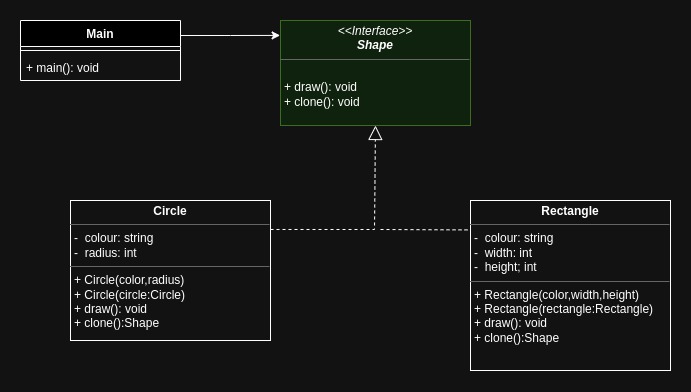 Main
+ main(): void
<<Interface>>
Shape
+ draw(): void
+ clone(): void
Circle
- colour: string
- radius: int
+ Circle(color,radius)
+ Circle(circle:Circle)
+ draw(): void
+ clone():Shape
Rectangle
- colour: string
- width: int
- height; int
+ Rectangle(color,width,height)
+ Rectangle(rectangle:Rectangle)
+ draw(): void
+ clone():Shape